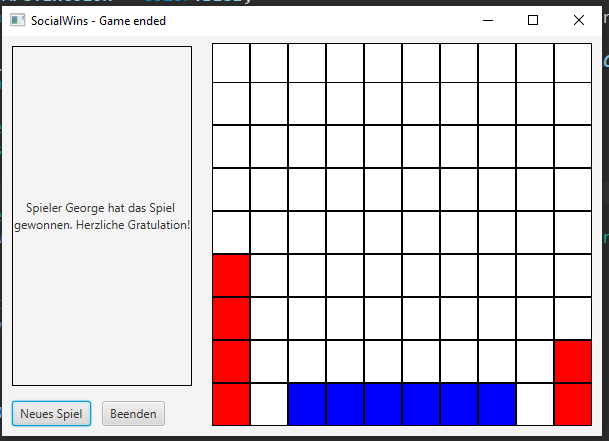 SocialWins - Game ended
Spieler George hat das Spiel
gewonnen. Herzliche Gratulation!
Neues Spiel
Beenden